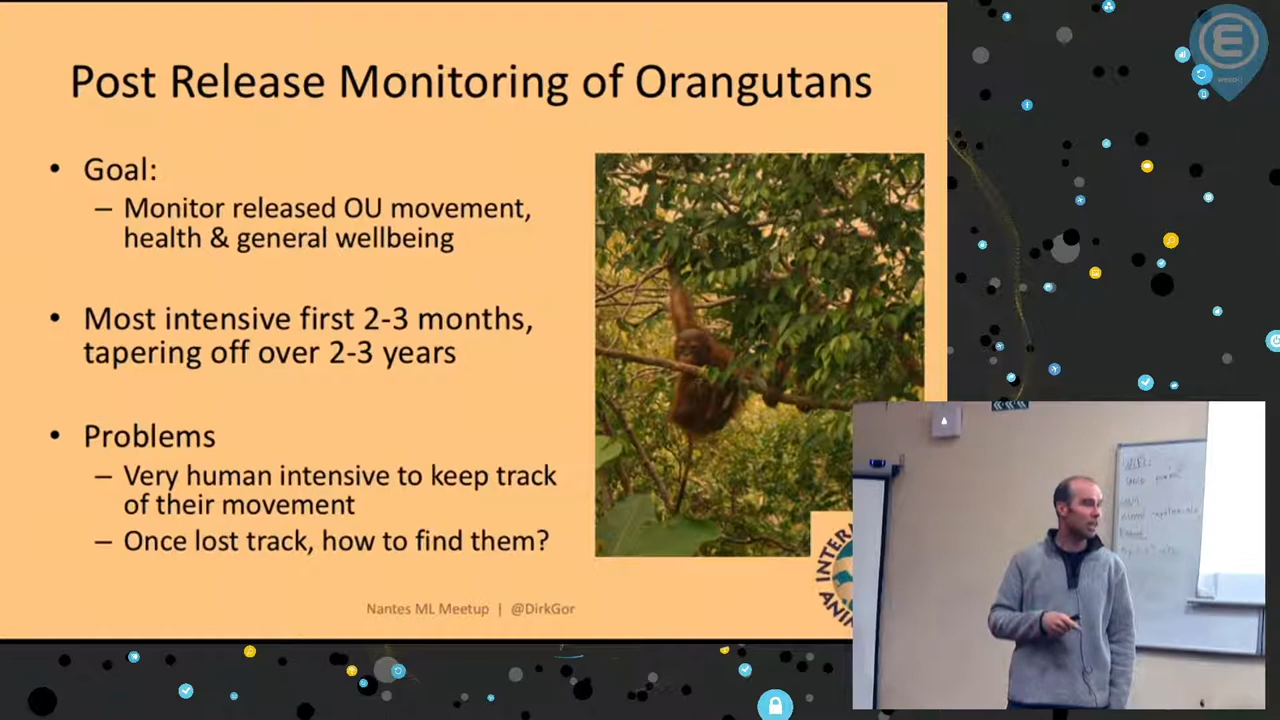 Post Release Monitoring of Orangutans
• Goal:
– Monitor released OU movement,
health & general wellbeing
• Most intensive first 2-3 months,
tapering off over 2-3 years
• Problems
– Very human intensive to keep track
of their movement
– Once lost track, how to find them?
Nantes ML Meetup | @DirkGor